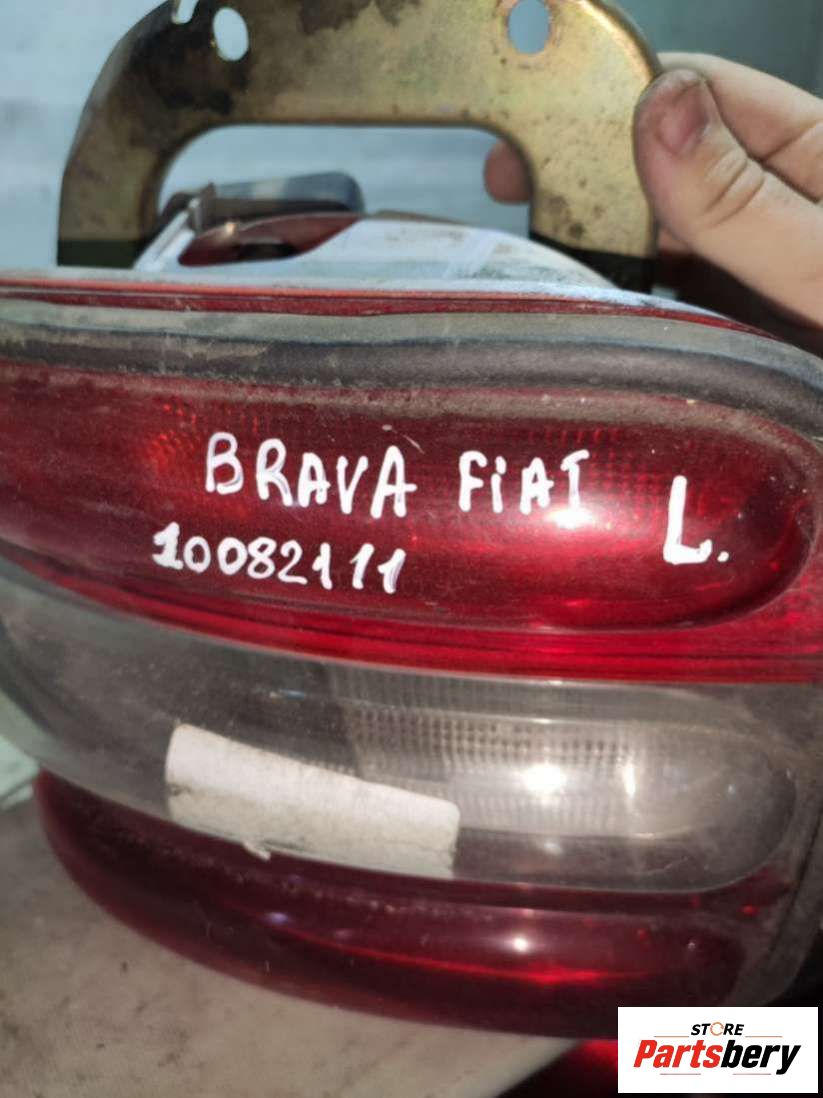 BRAVA FiAT L.
10082111
STORE
Partsbery